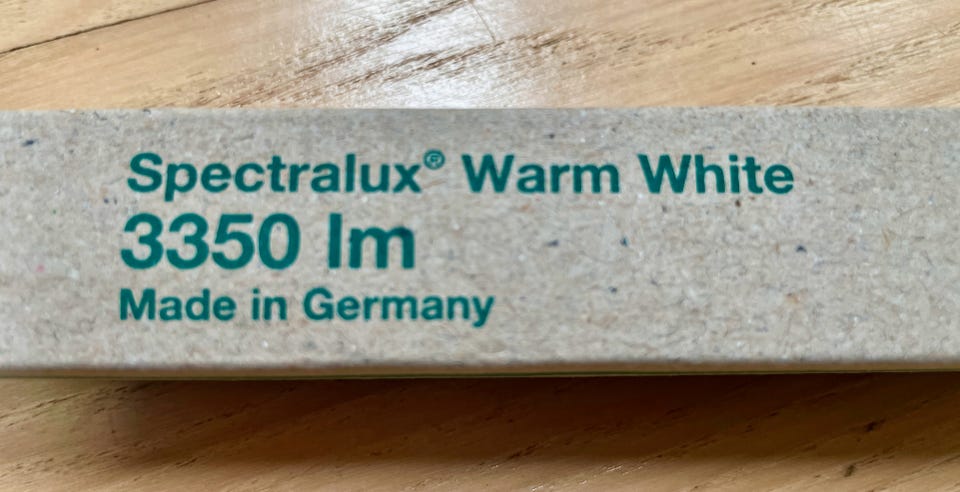 Spectralux® Warm White
3350 lm
Made in Germany